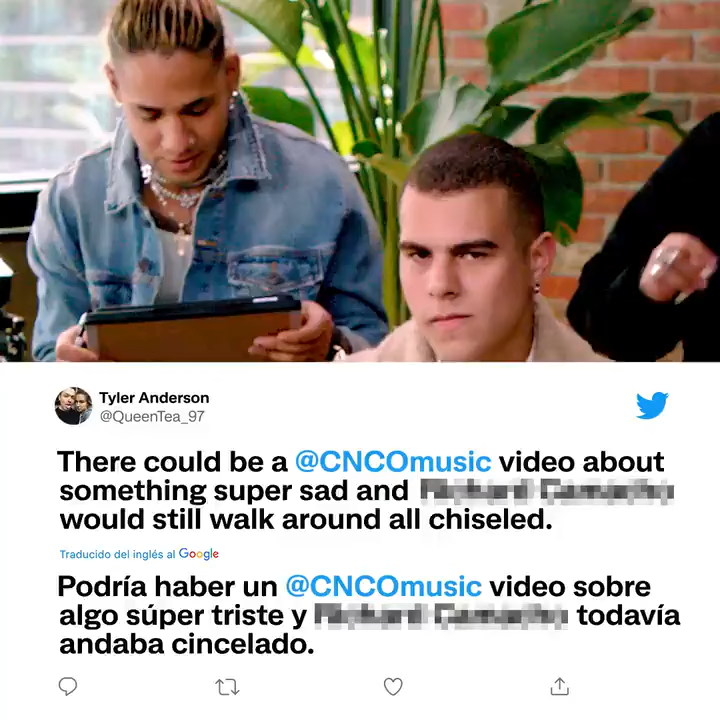 Tyler Anderson
@QueenTea_97
There could be a @CNCOmusic video about
something super sad and
would still walk around all chiseled.
Traducido del inglés al Google
Podría haber un @CNCOmusic video sobre
algo súper triste y todavía
andaba cincelado.